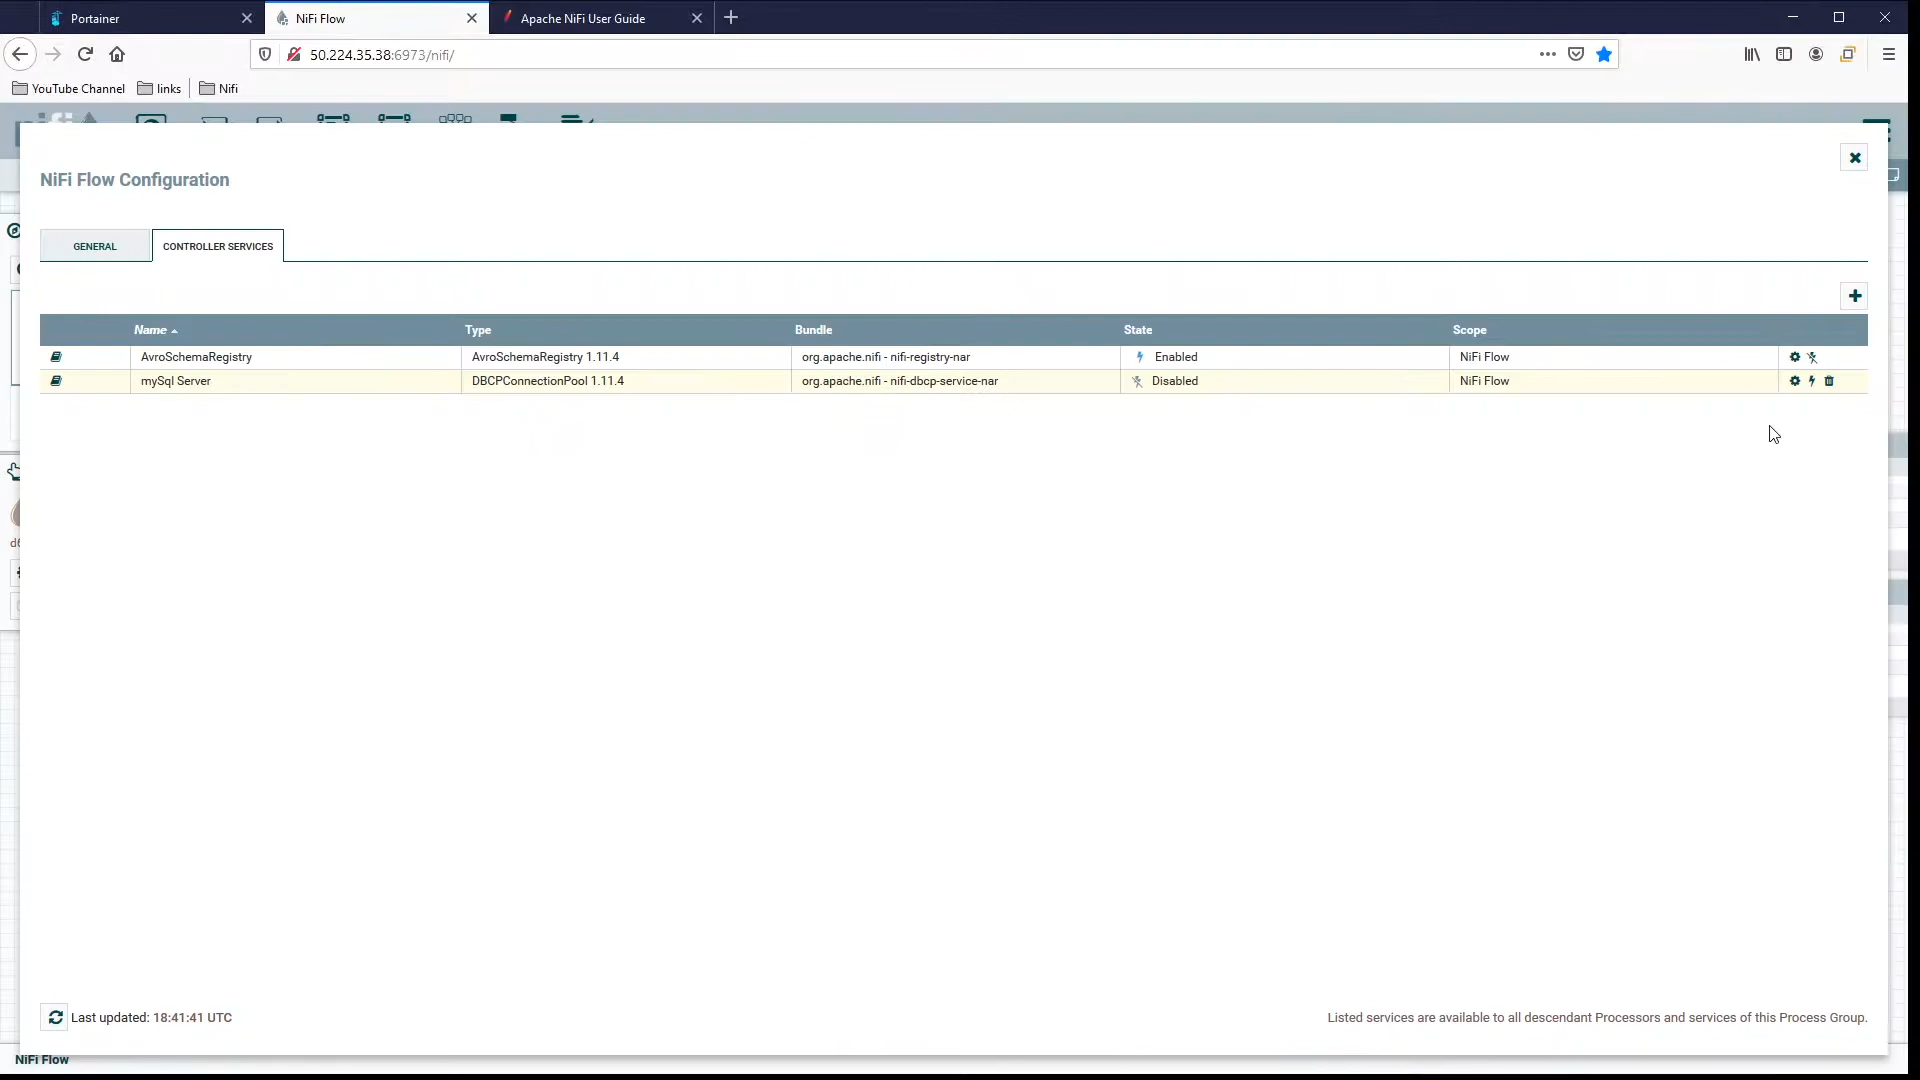 Portainer
NiFi Flow
Apache NiFi User Guide
50.224.35.38:6973/nifi/
YouTube Channel
links
Nifi
NiFi Flow Configuration
GENERAL
CONTROLLER SERVICES
Name Type Bundle State Scope
AvroSchemaRegistry AvroSchemaRegistry 1.11.4 org.apache.nifi - nifi-registry-nar Enabled NiFi Flow
mySql Server DBCPConnectionPool 1.11.4 org.apache.nifi - nifi-dbcp-service-nar Disabled NiFi Flow
Last updated: 18:41:41 UTC
Listed services are available to all descendant Processors and services of this Process Group.
NiFi Flow